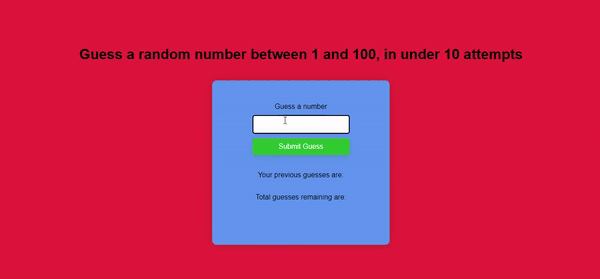 Guess a random number between 1 and 100, in under 10 attempts
Guess a number
Submit Guess
Your previous guesses are:
Total guesses remaining are: